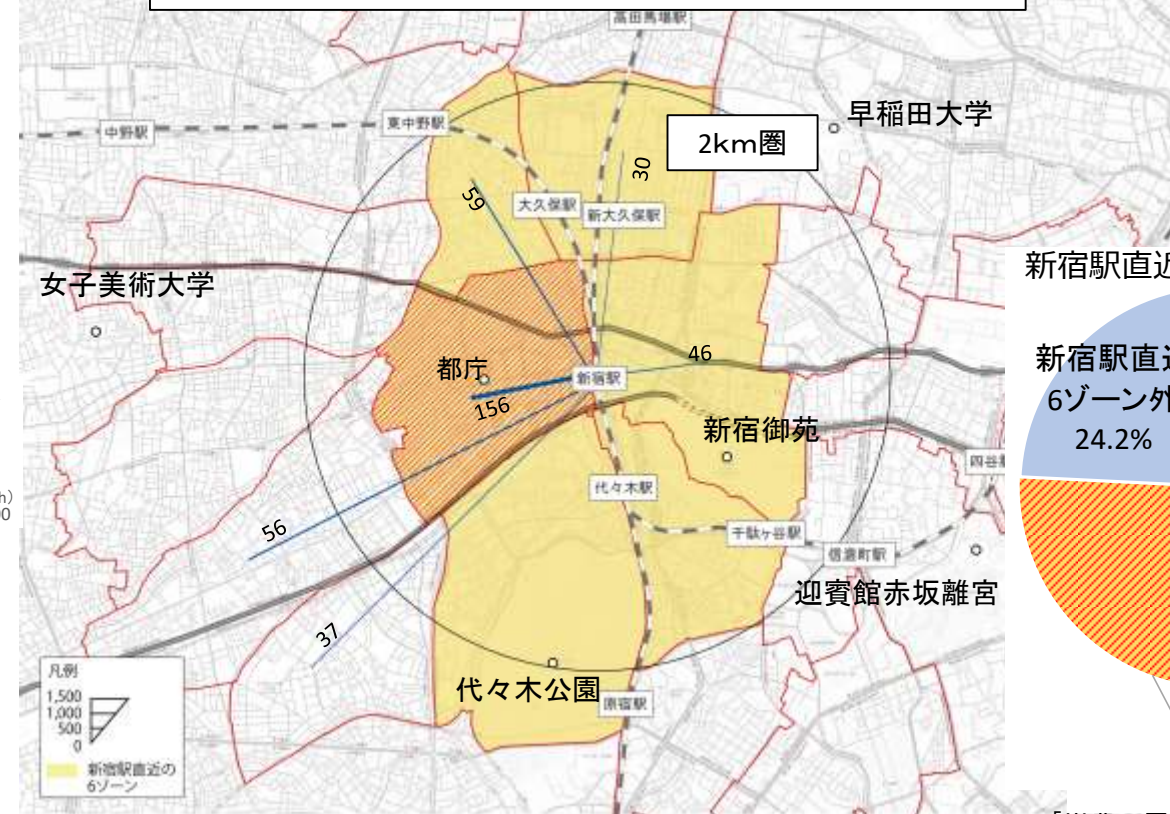 高田馬場駅
早稲田大学
2km圏
東中野駅
中野駅
30
59
大久保駅
新大久保駅
女子美術大学
新宿駅直近
46
都庁
新宿駅
新宿駅直近
6ゾーン外
24.2%
156
新宿御苑
四谷
代々木駅
h）
00
56
千駄ヶ谷駅
信濃町駅
迎賓館赤坂離宮
37
代々木公園
原宿駅
凡例
1,500
1,000
500
0
新宿駅直近の
6ゾーン